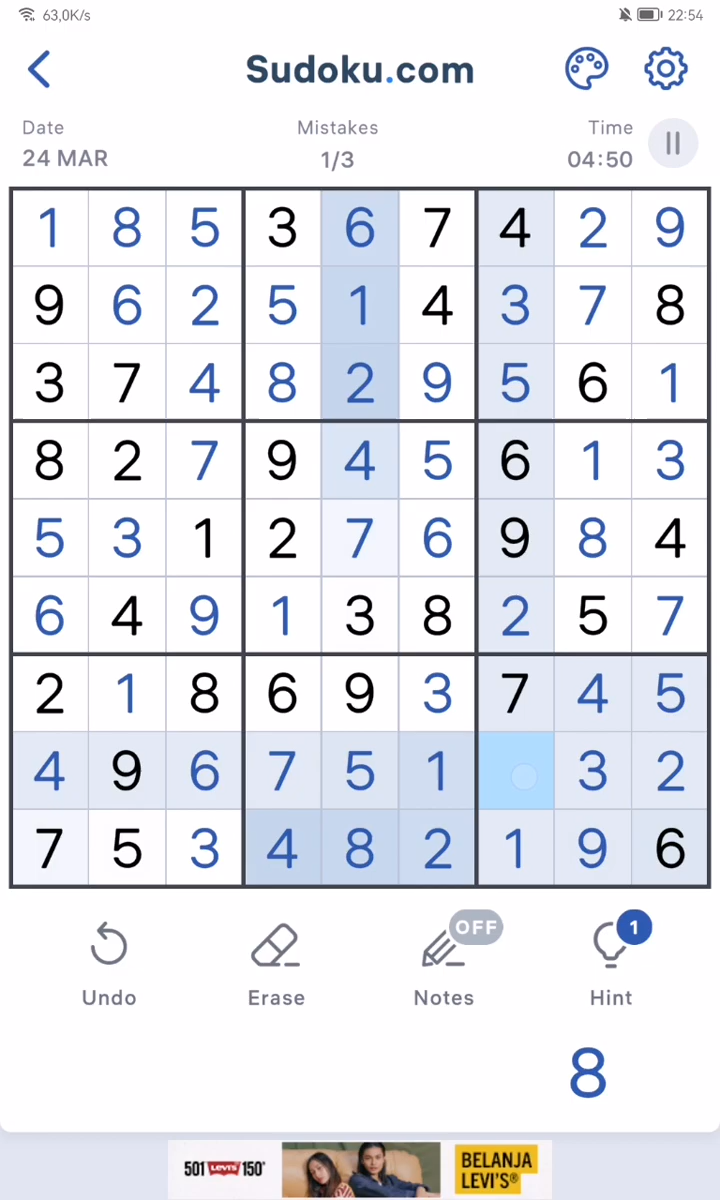 63,0K/s 22:54
Sudoku.com
Date Mistakes Time
24 MAR 1/3 04:50
1 8 5 3 6 7 4 2 9
9 6 2 5 1 4 3 7 8
3 7 4 8 2 9 5 6 1
8 2 7 9 4 5 6 1 3
5 3 1 2 7 6 9 8 4
6 4 9 1 3 8 2 5 7
2 1 8 6 9 3 7 4 5
4 9 6 7 5 1 3 2
7 5 3 4 8 2 1 9 6
OFF 1
Undo Erase Notes Hint
8
501 Levi's 150° BELANJA
LEVI'S®